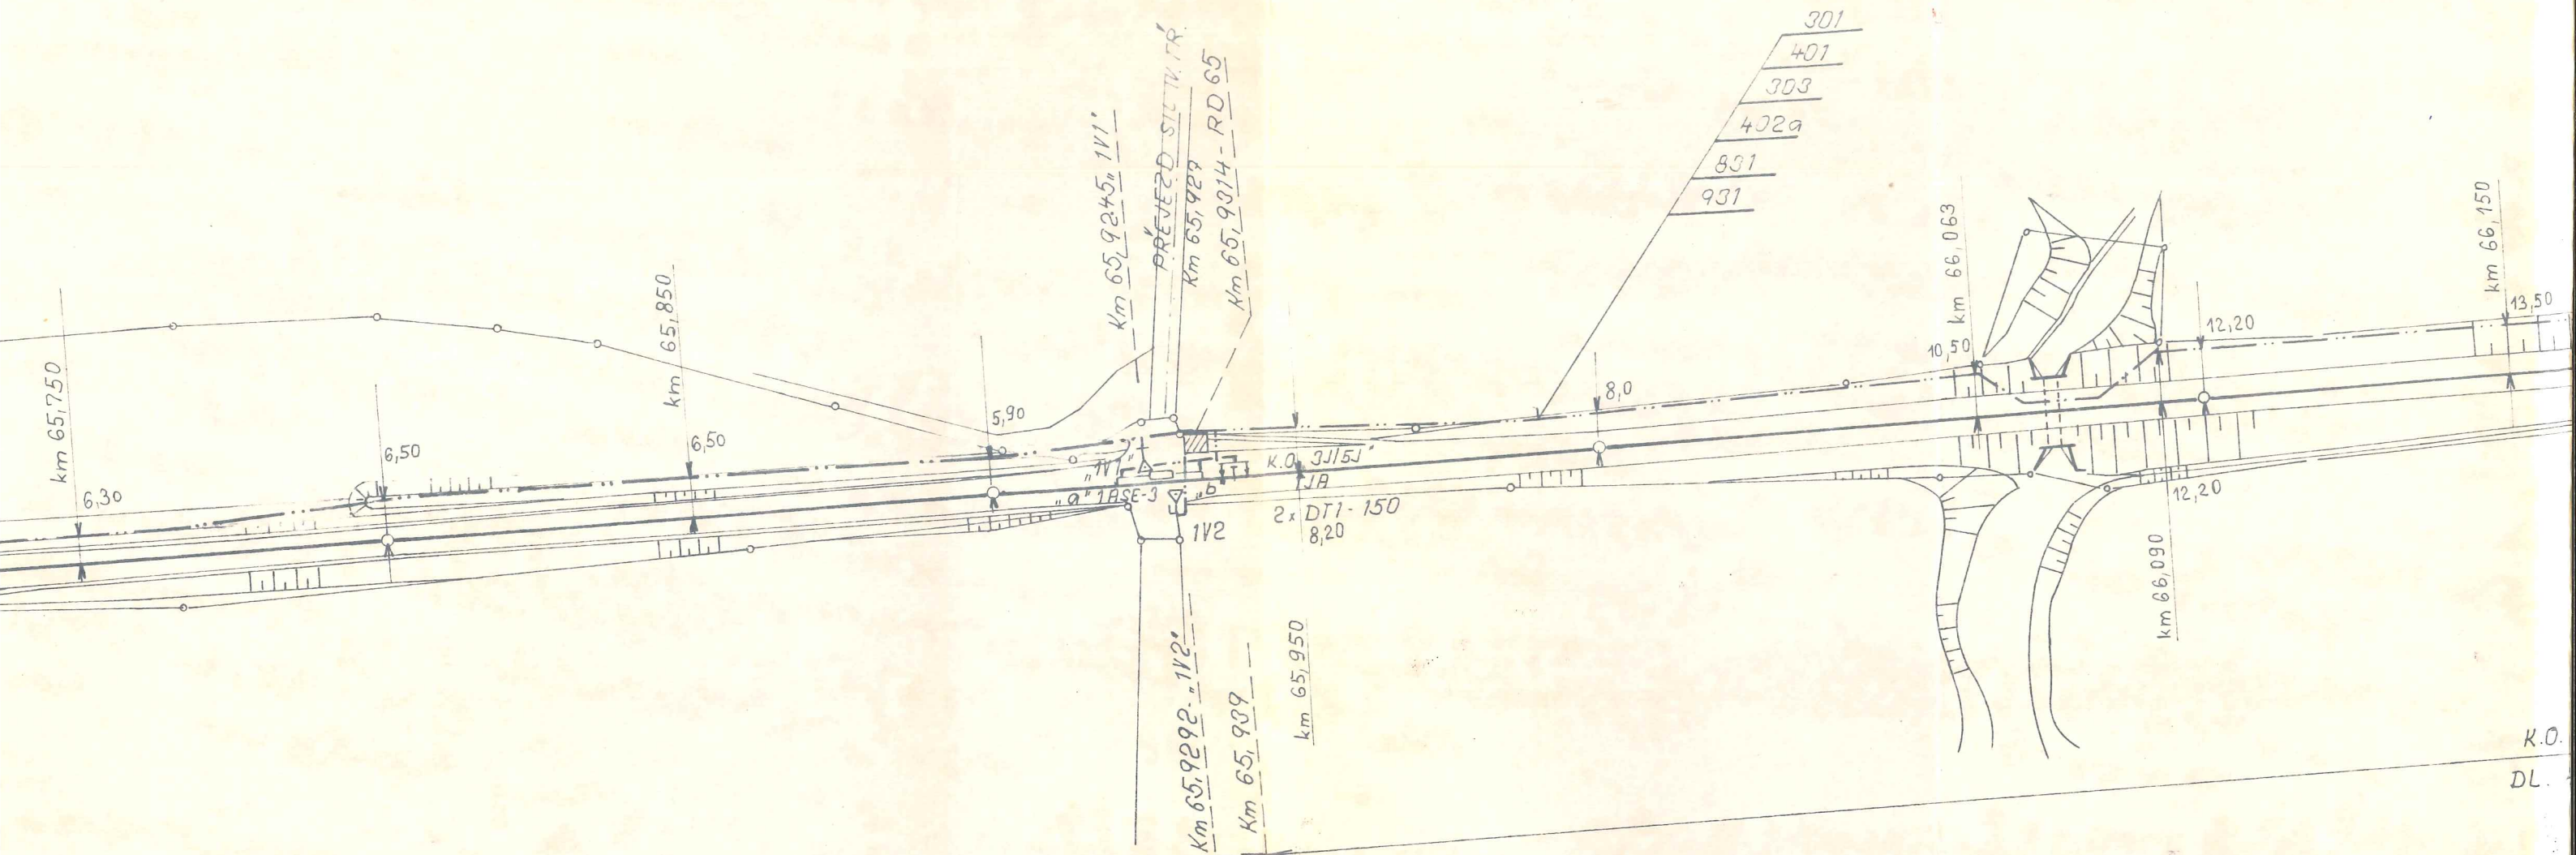 301
401
303
402a
831
931
km 65,750
6,30
6,50
km 65,850
6,50
5,90
Km 65,9245 „1V1"
PŘEJEZD SIL IV. TŘ.
Km 65,927
Km 65,9314 - RD 65
„1V1"
„a" 1ASE-3 „b"
K.O. „3J/5J"
JA
2x DT1 - 150
8,20
1V2
8,0
10,50
km 66,063
12,20
km 66,150
13,50
12,20
km 66,090
Km 65,9292 - „1V2"
Km 65,939
km 65,950
K.O.
DL.